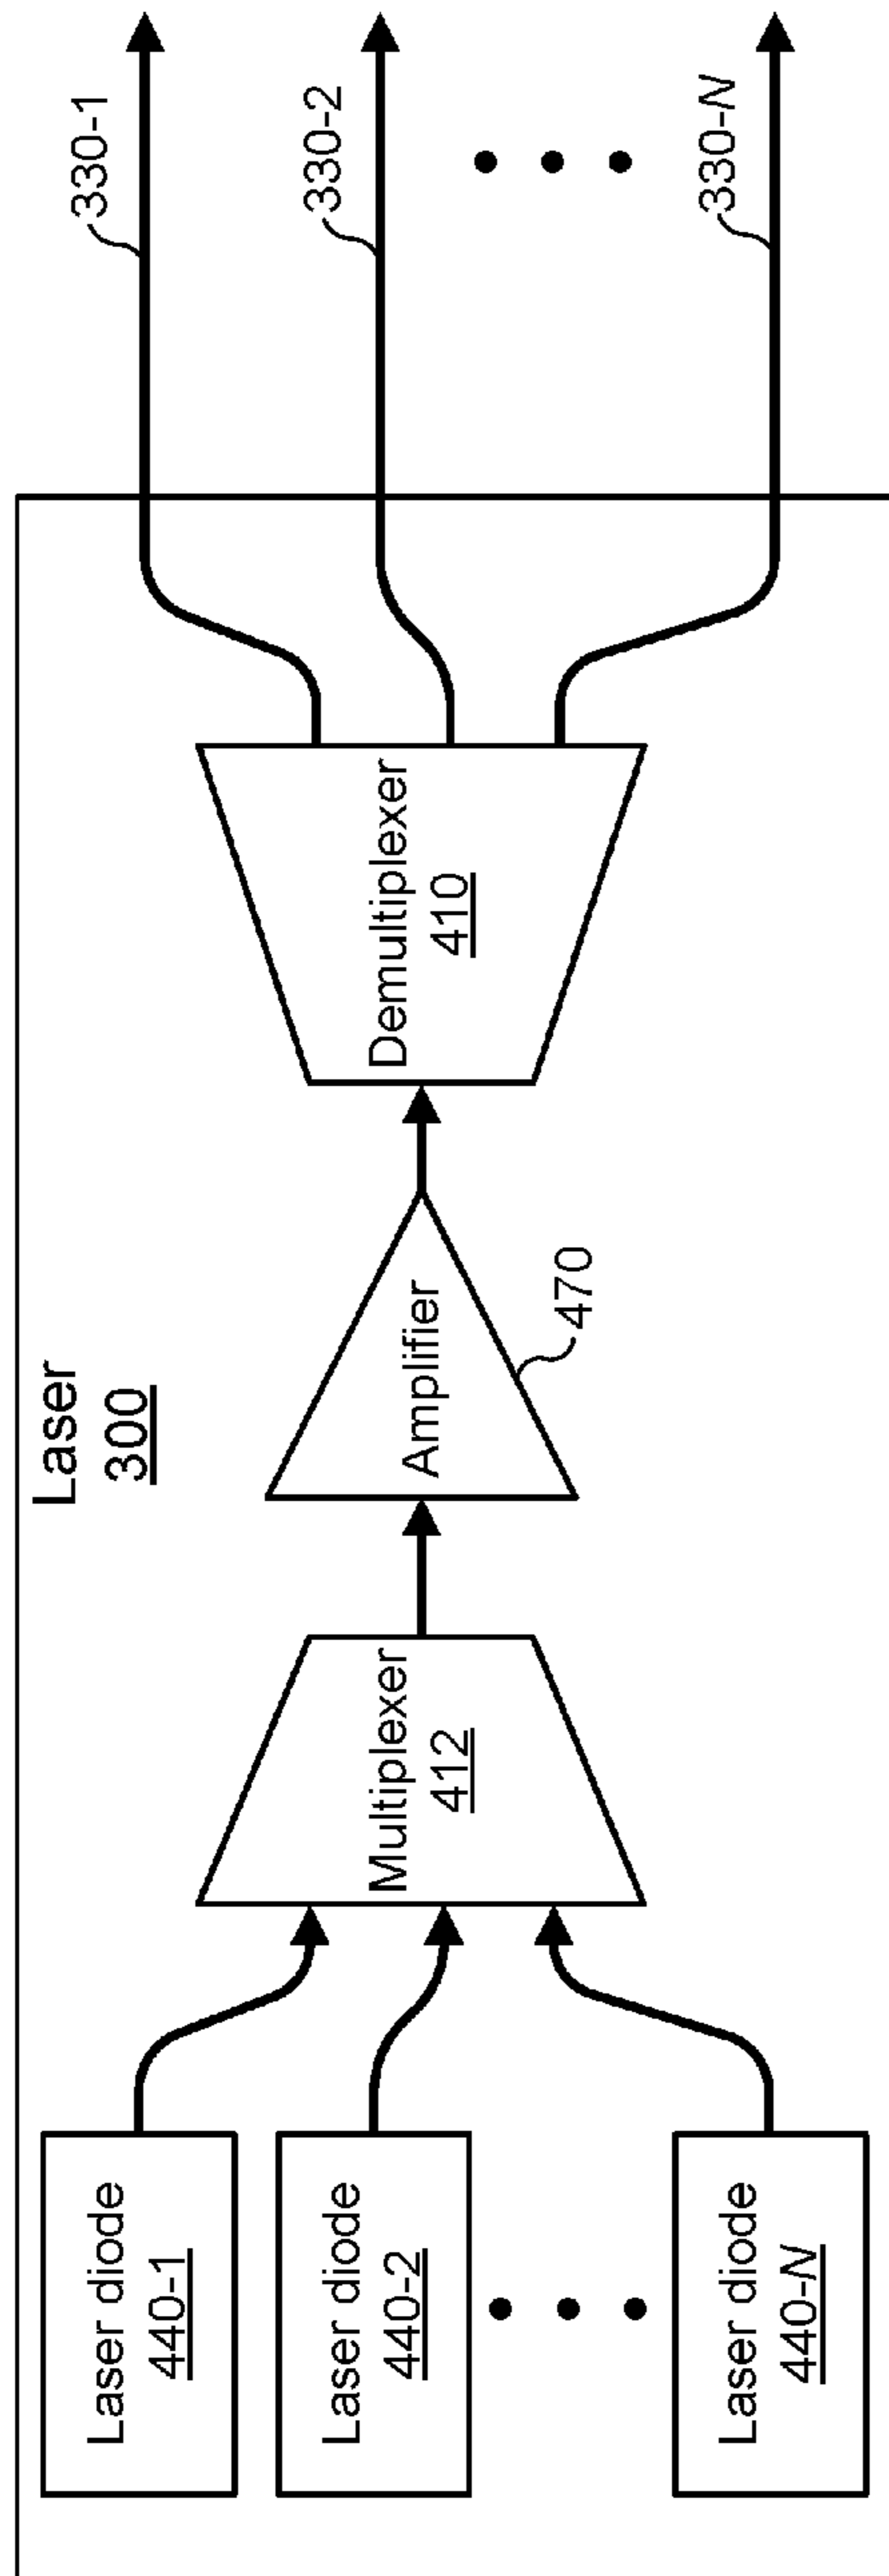 Laser
300
Laser diode
440-1
Laser diode
440-2
Laser diode
440-N
Multiplexer
412
Amplifier
470
Demultiplexer
410
330-1
330-2
330-N